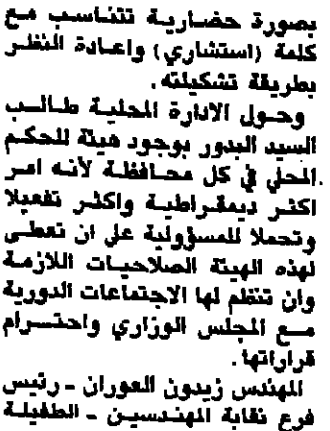 بصورة حضارية تتناسب مع
كلمة (استشاري) واعادة النظر
بطريقة تشكيلته.
وحول الادارة المحلية طالب
السيد البدور بوجود هيئة للحكم
المحلي في كل محافظة لأنه امر
اكثر ديمقراطية واكثر تفعيلا
وتحملا للمسؤولية على ان تعطى
لهذه الهيئة الصلاحيات اللازمة
وان تنظم لها الاجتماعات الدورية
مع المجلس الوزاري واحترام
قراراتها.
المهندس زيدون العوران - رئيس
فرع نقابة المهندسين - الطفيلة